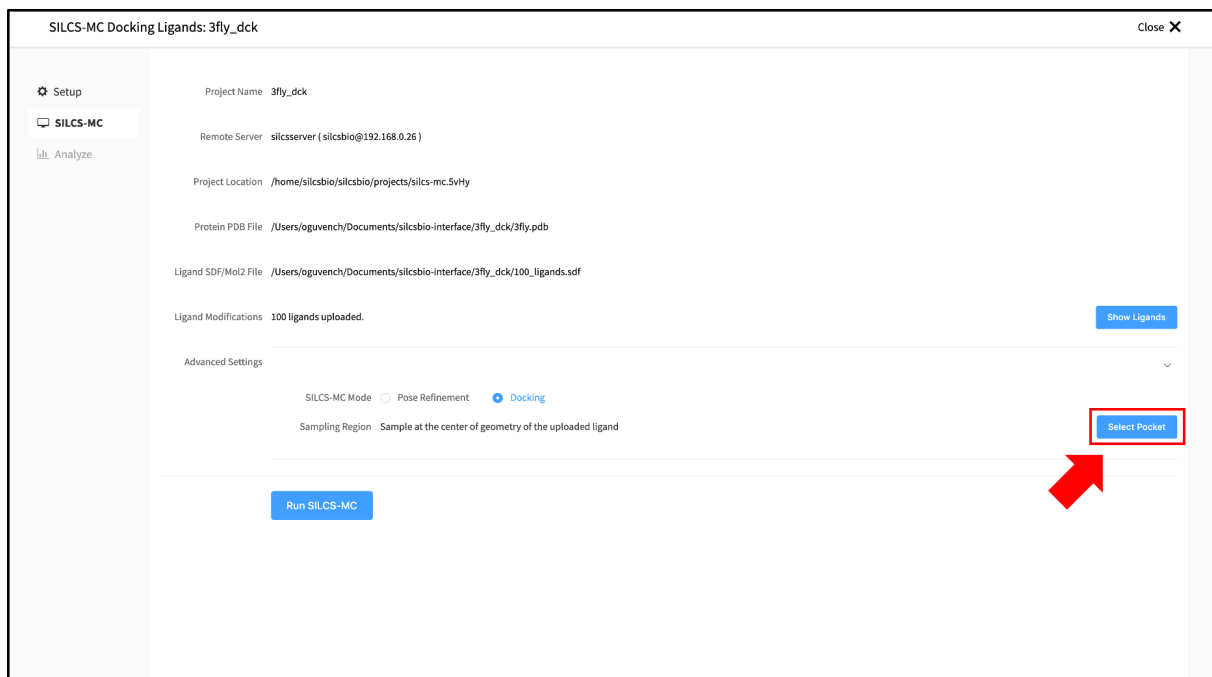 SILCS-MC Docking Ligands: 3fly_dck
Close
Setup
SILCS-MC
Analyze
Project Name 3fly_dck
Remote Server silcsserver ( silcsbio@192.168.0.26 )
Project Location /home/silcsbio/silcsbio/projects/silcs-mc.5vHy
Protein PDB File /Users/oguvench/Documents/silcsbio-interface/3fly_dck/3fly.pdb
Ligand SDF/Mol2 File /Users/oguvench/Documents/silcsbio-interface/3fly_dck/100_ligands.sdf
Ligand Modifications 100 ligands uploaded. Show Ligands
Advanced Settings
SILCS-MC Mode Pose Refinement Docking
Sampling Region Sample at the center of geometry of the uploaded ligand Select Pocket
Run SILCS-MC